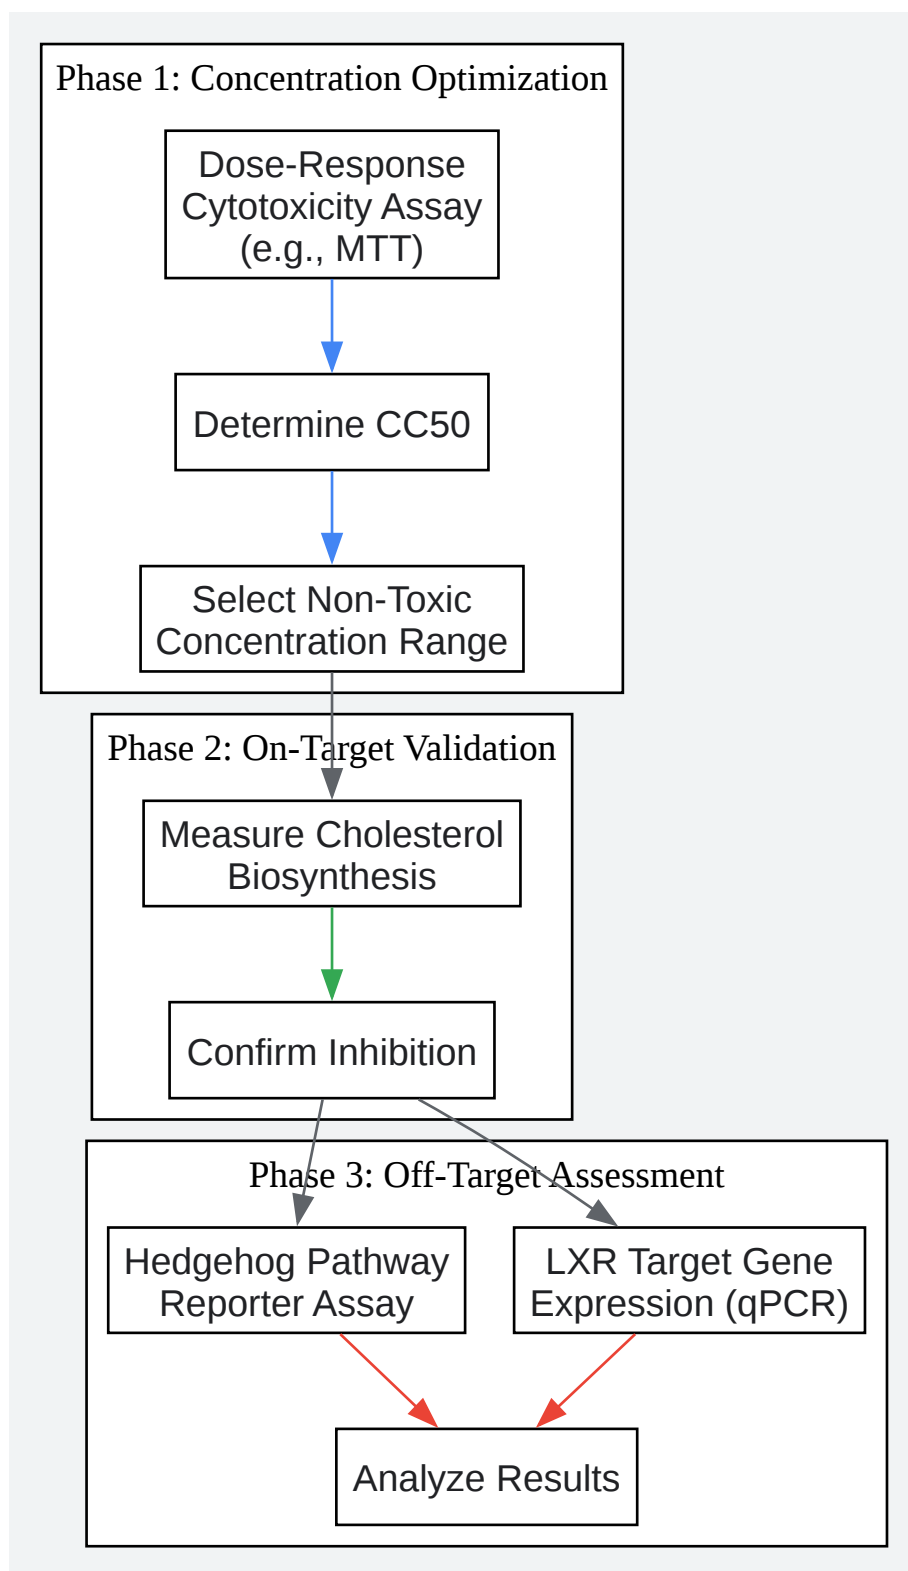 Phase 1: Concentration Optimization
Dose-Response
Cytotoxicity Assay
(e.g., MTT)
Determine CC50
Select Non-Toxic
Concentration Range
Phase 2: On-Target Validation
Measure Cholesterol
Biosynthesis
Confirm Inhibition
Phase 3: Off-Target Assessment
Hedgehog Pathway
Reporter Assay
LXR Target Gene
Expression (qPCR)
Analyze Results